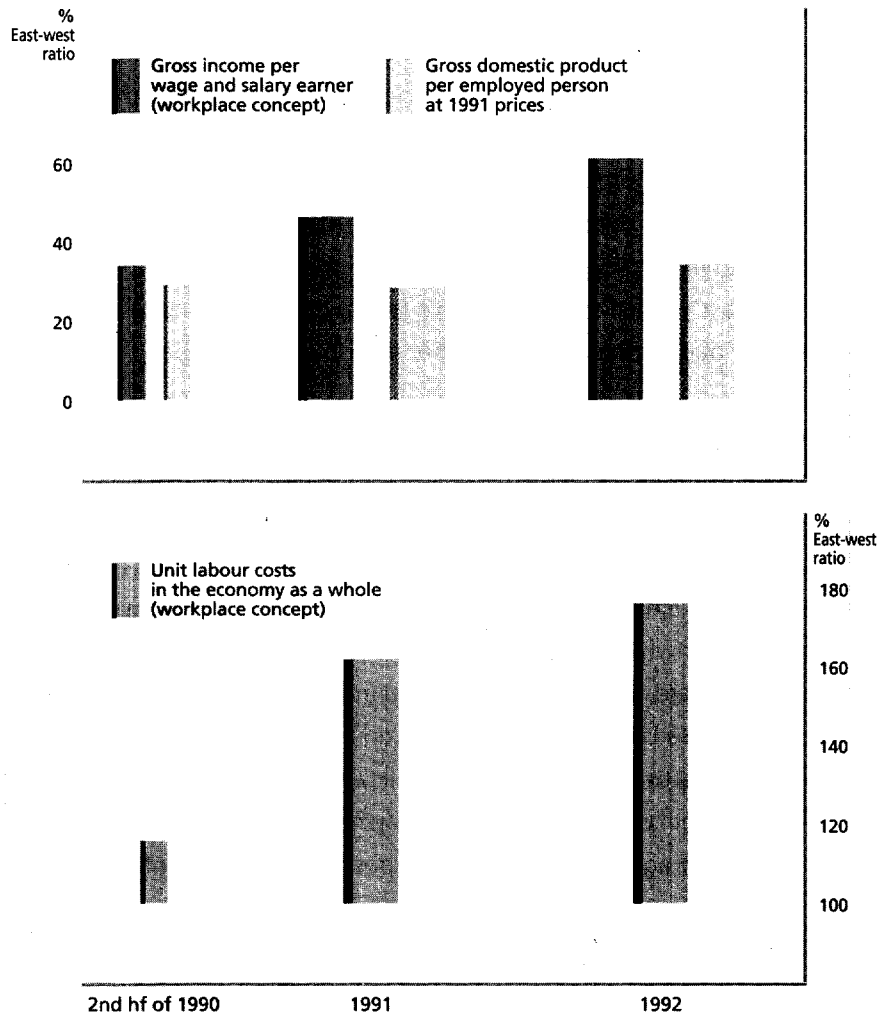 %
East-west
ratio
Gross income per
wage and salary earner
(workplace concept)
Gross domestic product
per employed person
at 1991 prices
60
40
20
0
%
East-west
ratio
Unit labour costs
in the economy as a whole
(workplace concept)
180
160
140
120
100
2nd hf of 1990
1991
1992